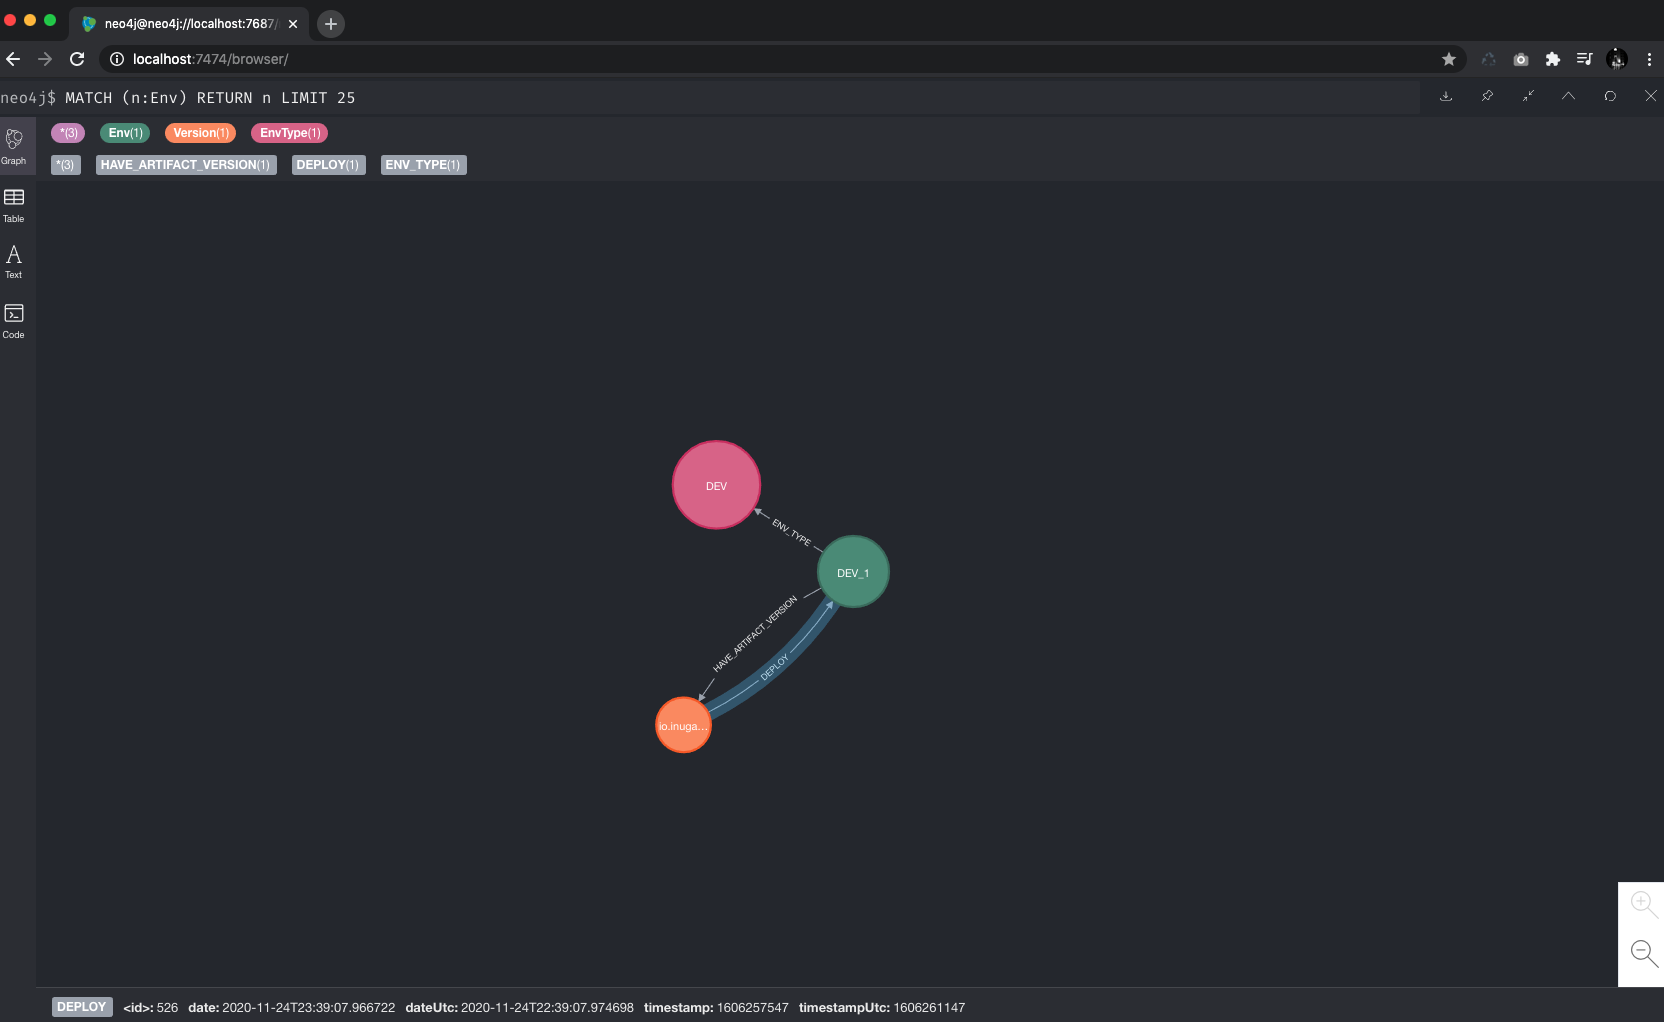 neo4j@neo4j://localhost:7687/
localhost:7474/browser/
neo4j$ MATCH (n:Env) RETURN n LIMIT 25
*(3) Env(1) Version(1) EnvType(1)
*(3) HAVE_ARTIFACT_VERSION(1) DEPLOY(1) ENV_TYPE(1)
Graph
Table
Text
Code
DEV
ENV_TYPE
DEV_1
HAVE_ARTIFACT_VERSION
DEPLOY
io.inuga...
DEPLOY <id>: 526 date: 2020-11-24T23:39:07.966722 dateUtc: 2020-11-24T22:39:07.974698 timestamp: 1606257547 timestampUtc: 1606261147